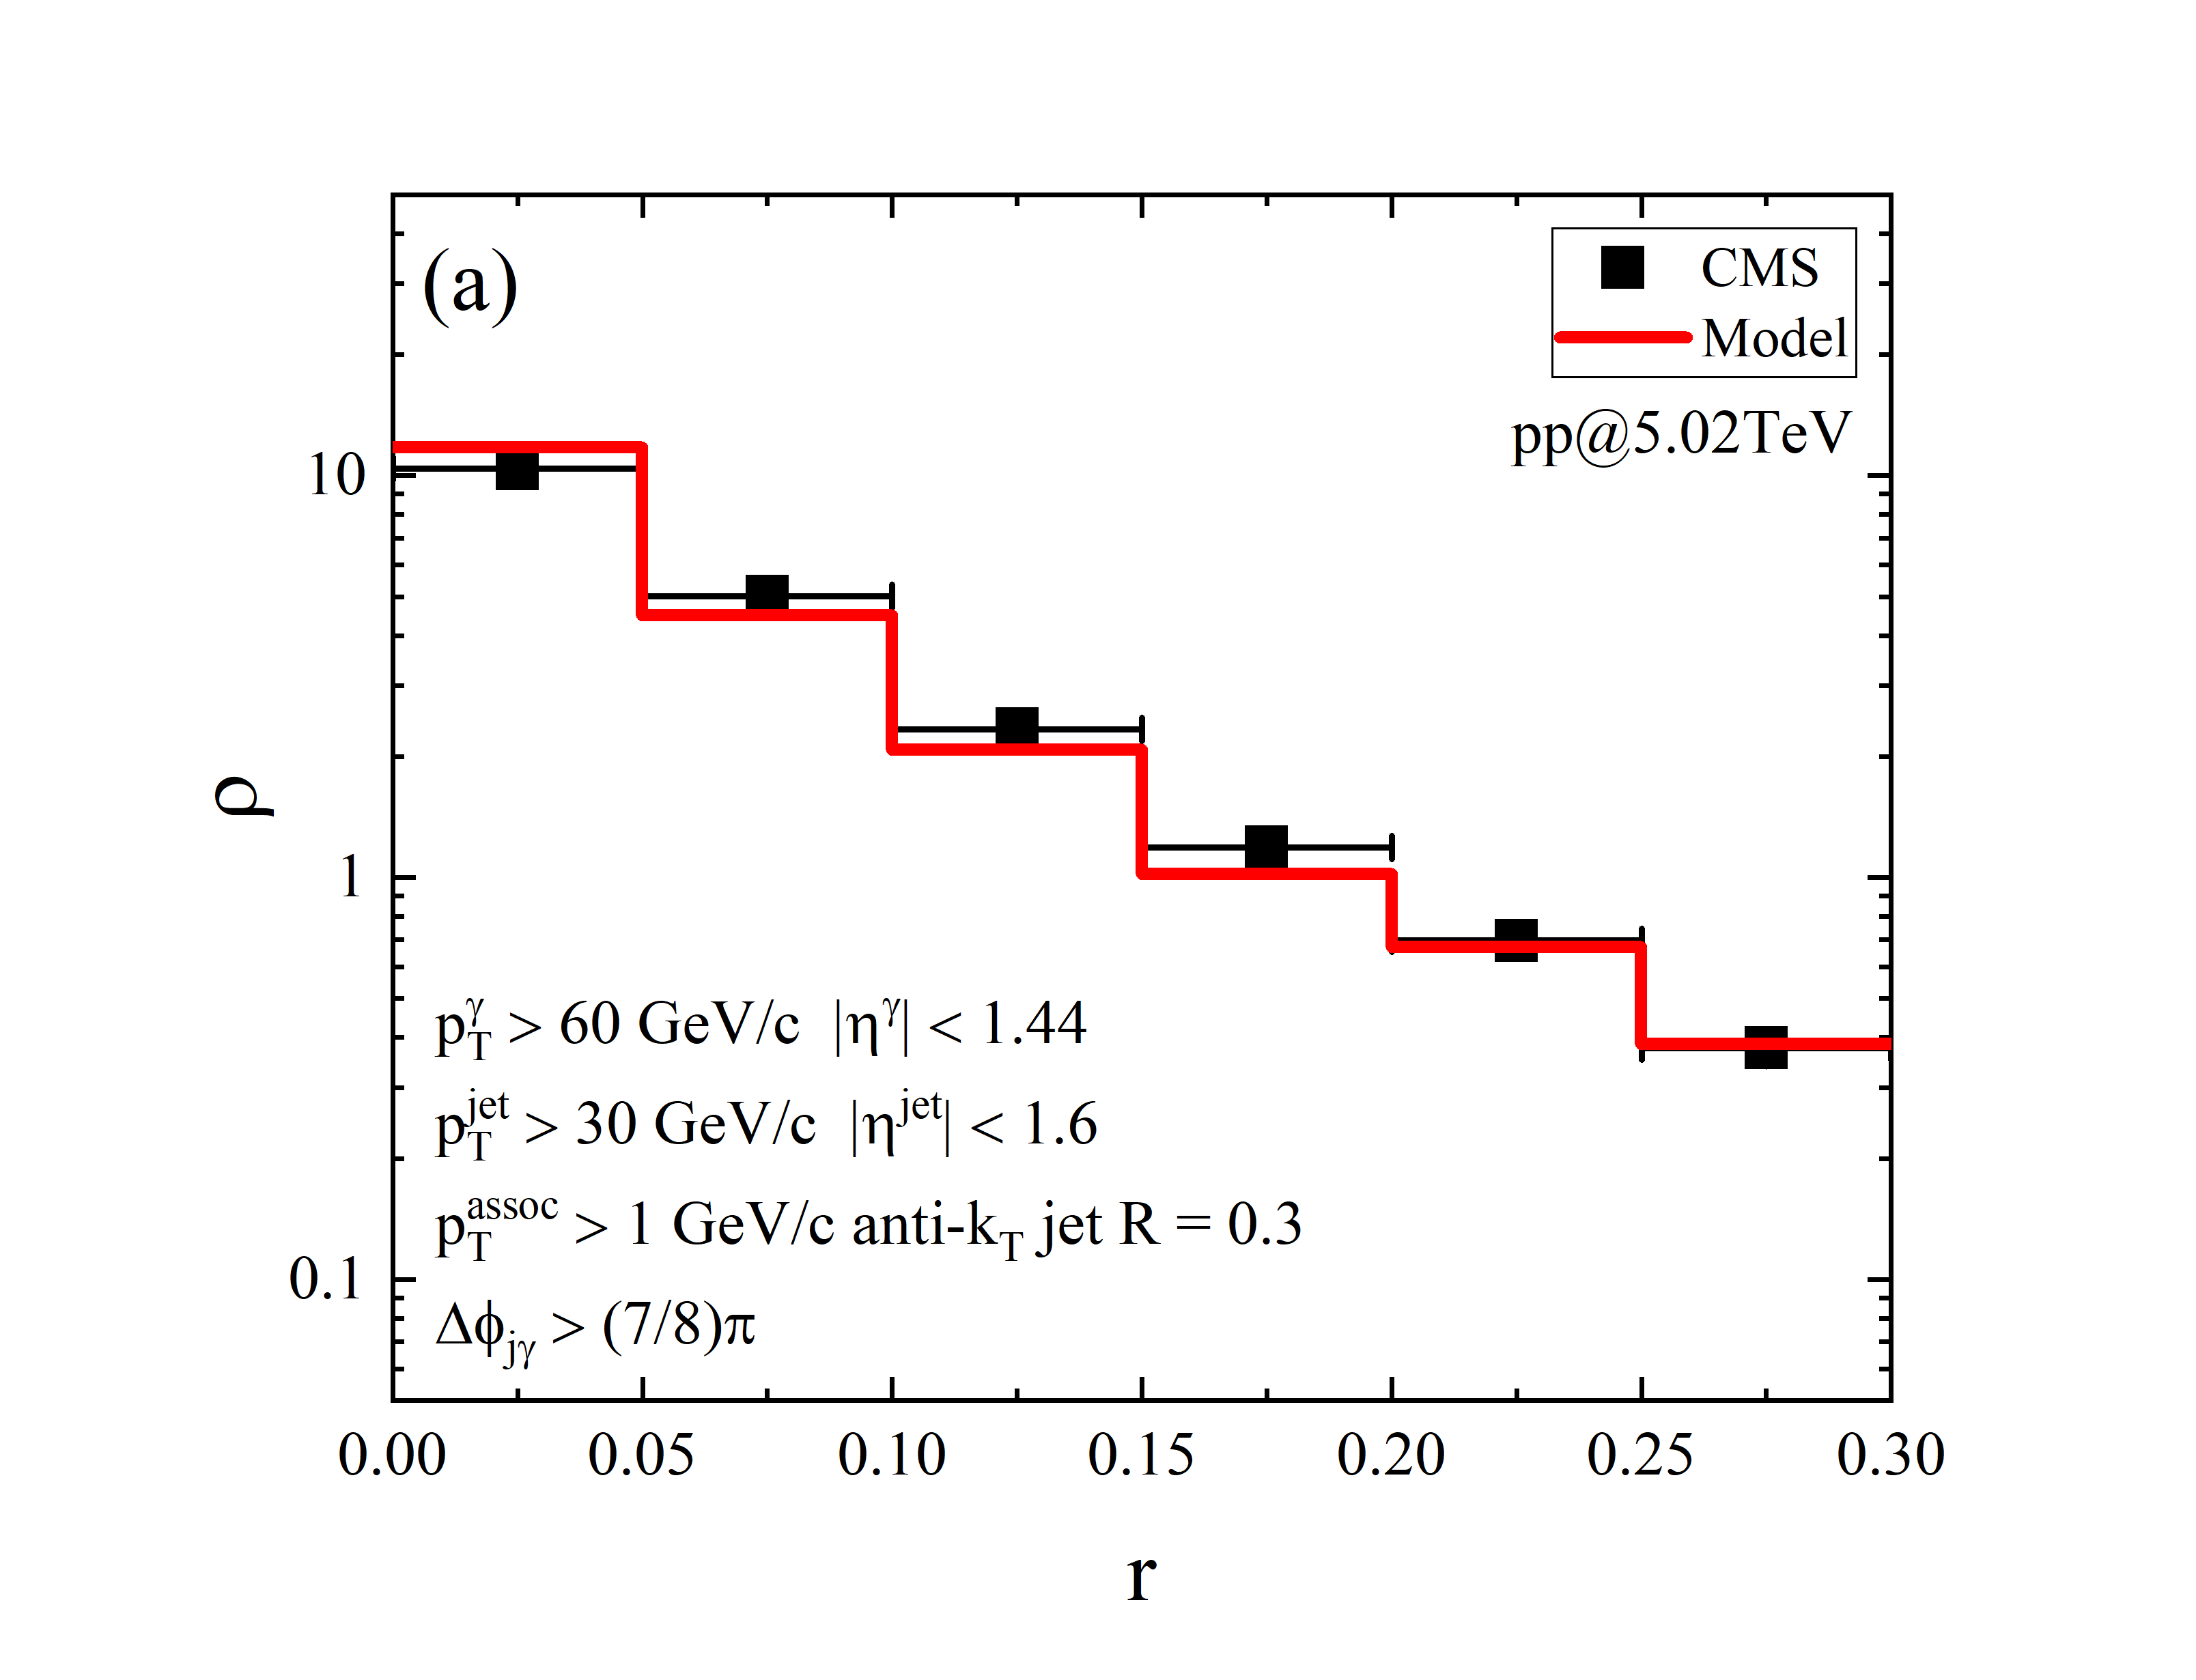 (a)
CMS
Model
pp@5.02TeV
10
1
0.1
ρ
p_T^γ > 60 GeV/c |η^γ| < 1.44
p_T^jet > 30 GeV/c |η^jet| < 1.6
p_T^assoc > 1 GeV/c anti-k_T jet R = 0.3
Δϕ_jγ > (7/8)π
0.00 0.05 0.10 0.15 0.20 0.25 0.30
r